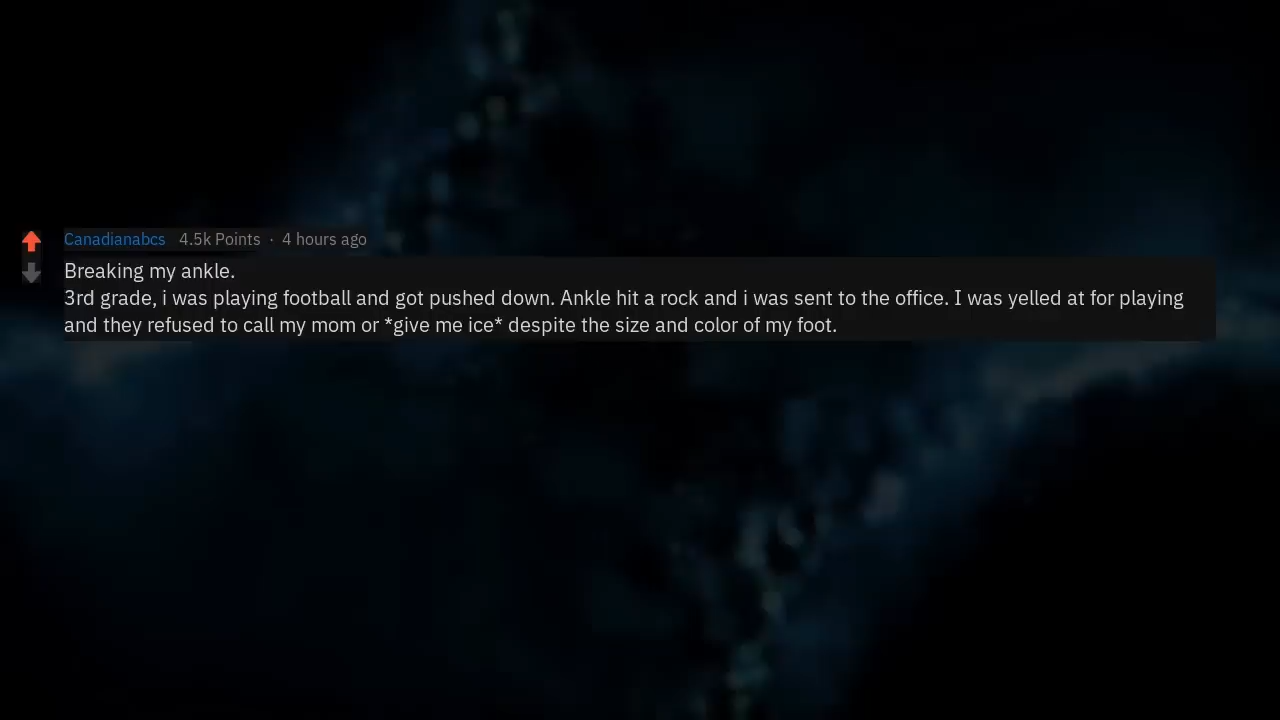 Canadianabcs 4.5k Points · 4 hours ago
Breaking my ankle.
3rd grade, i was playing football and got pushed down. Ankle hit a rock and i was sent to the office. I was yelled at for playing
and they refused to call my mom or *give me ice* despite the size and color of my foot.